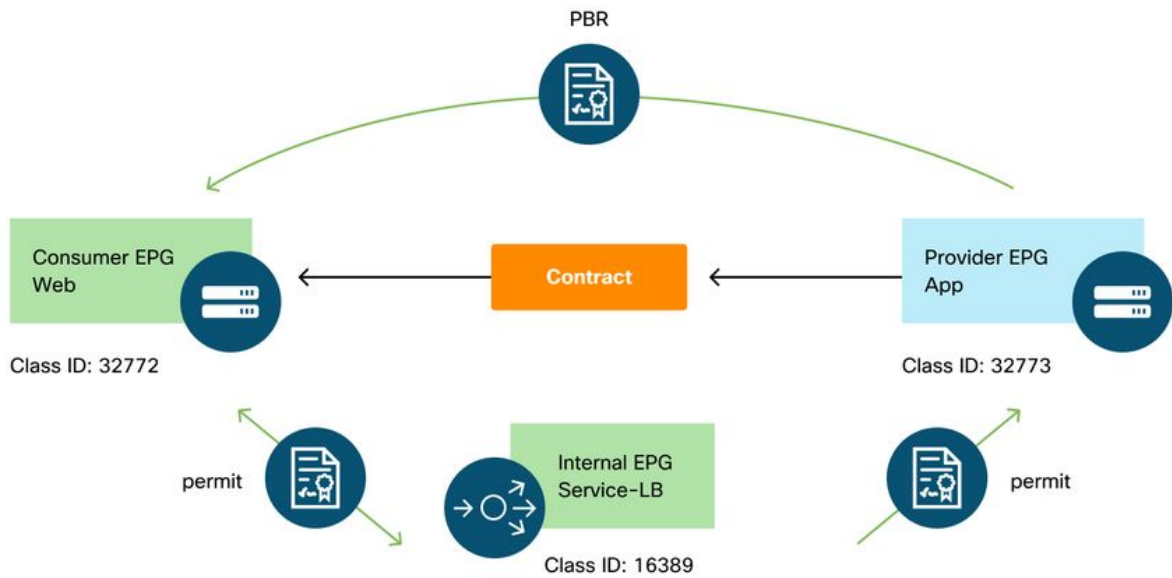 PBR
Consumer EPG
Web
Contract
Provider EPG
App
Class ID: 32772
Class ID: 32773
permit
Internal EPG
Service-LB
permit
Class ID: 16389